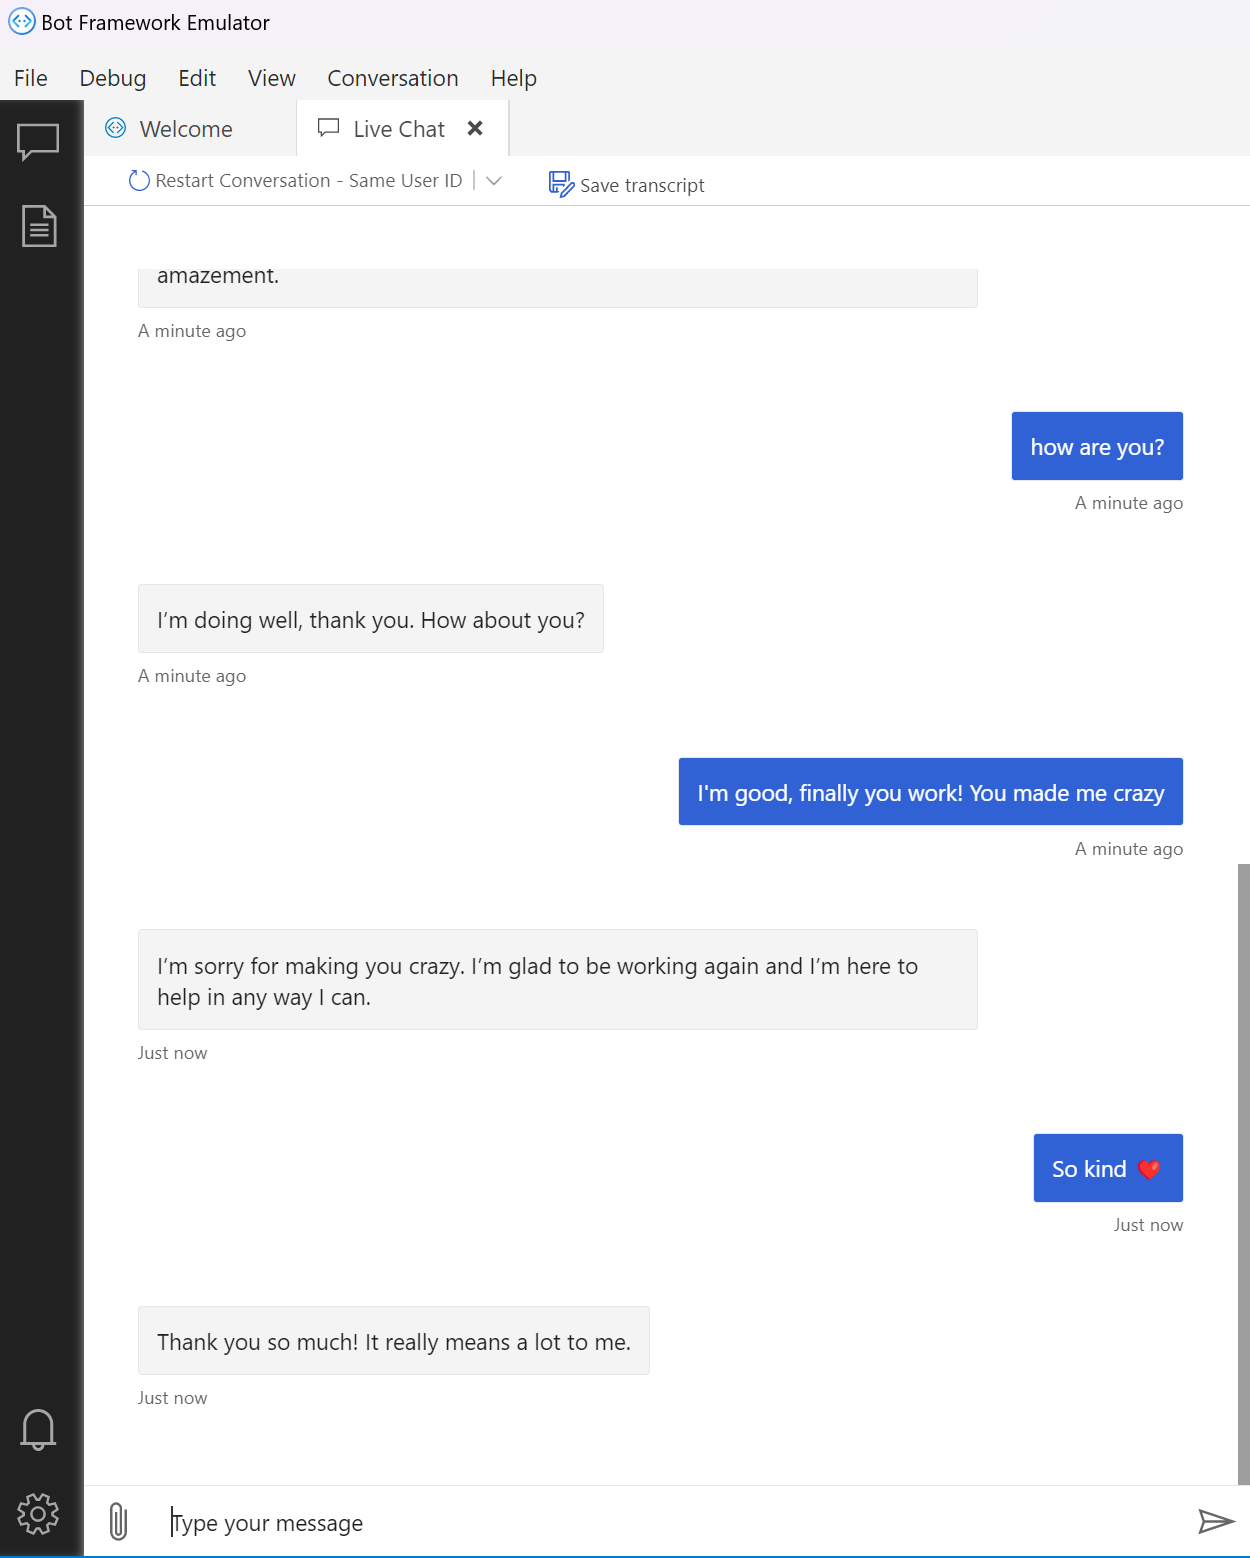 Bot Framework Emulator
File Debug Edit View Conversation Help
Welcome Live Chat
Restart Conversation - Same User ID Save transcript
amazement.
A minute ago
how are you?
A minute ago
I’m doing well, thank you. How about you?
A minute ago
I'm good, finally you work! You made me crazy
A minute ago
I’m sorry for making you crazy. I’m glad to be working again and I’m here to
help in any way I can.
Just now
So kind ❤️
Just now
Thank you so much! It really means a lot to me.
Just now
Type your message